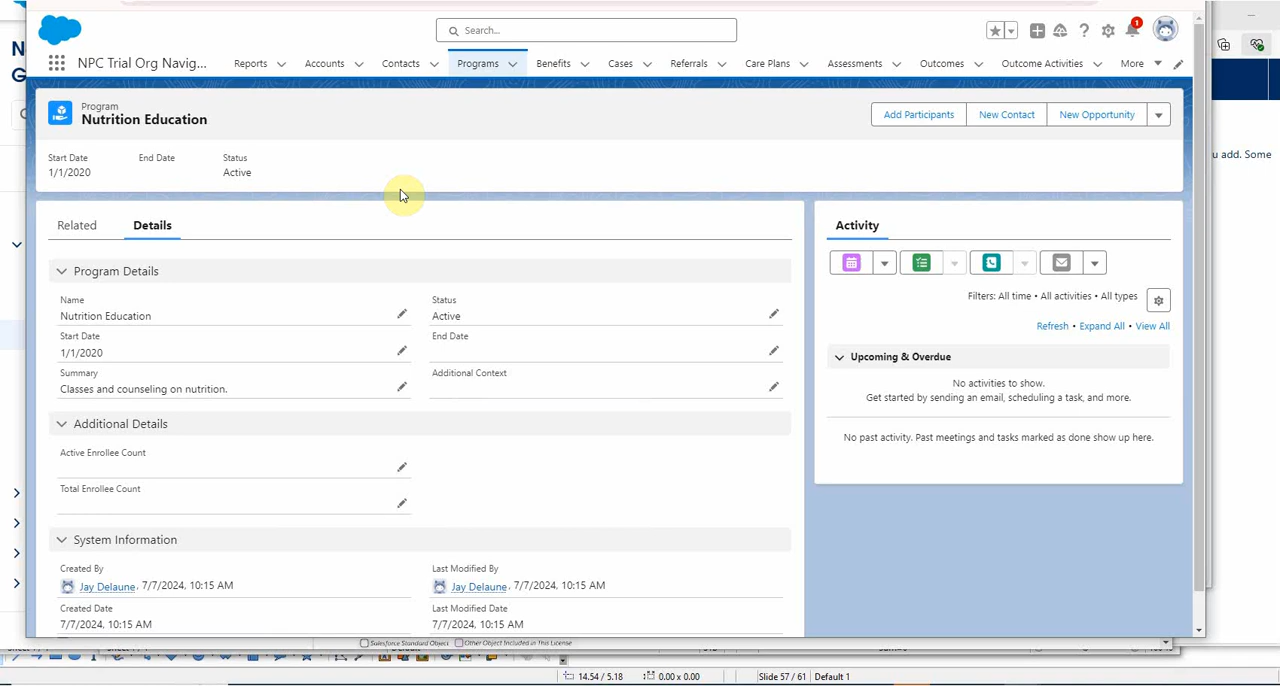 Search...
1
NPC Trial Org Navig... Reports Accounts Contacts Programs Benefits Cases Referrals Care Plans Assessments Outcomes Outcome Activities More
Program
Nutrition Education
Add Participants New Contact New Opportunity
Start Date End Date Status
1/1/2020 Active
u add. Some
Related Details
Activity
Program Details
Name Status
Nutrition Education Active
Start Date End Date
1/1/2020
Summary Additional Context
Classes and counseling on nutrition.
Filters: All time • All activities • All types
Refresh • Expand All • View All
Upcoming & Overdue
No activities to show.
Get started by sending an email, scheduling a task, and more.
No past activity. Past meetings and tasks marked as done show up here.
Additional Details
Active Enrollee Count
Total Enrollee Count
System Information
Created By Last Modified By
Jay Delaune, 7/7/2024, 10:15 AM Jay Delaune, 7/7/2024, 10:15 AM
Created Date Last Modified Date
7/7/2024, 10:15 AM 7/7/2024, 10:15 AM
Salesforce Standard Object Other Object Included in This License
14.54 / 5.18 0.00 x 0.00 Slide 57 / 61 Default 1